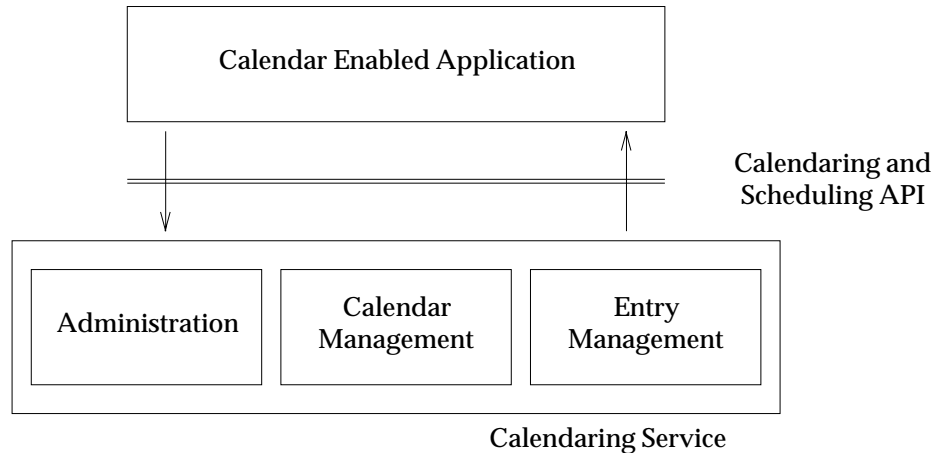 Calendar Enabled Application
Calendaring and
Scheduling API
Administration
Calendar
Management
Entry
Management
Calendaring Service